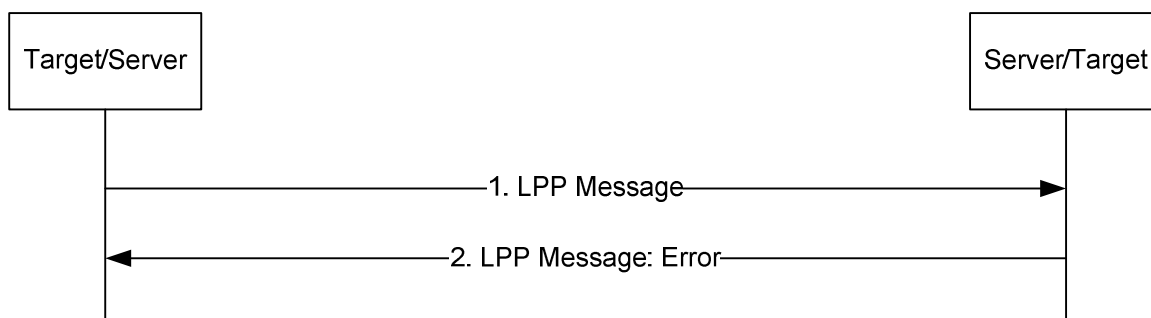 Target/Server
Server/Target
1. LPP Message
2. LPP Message: Error